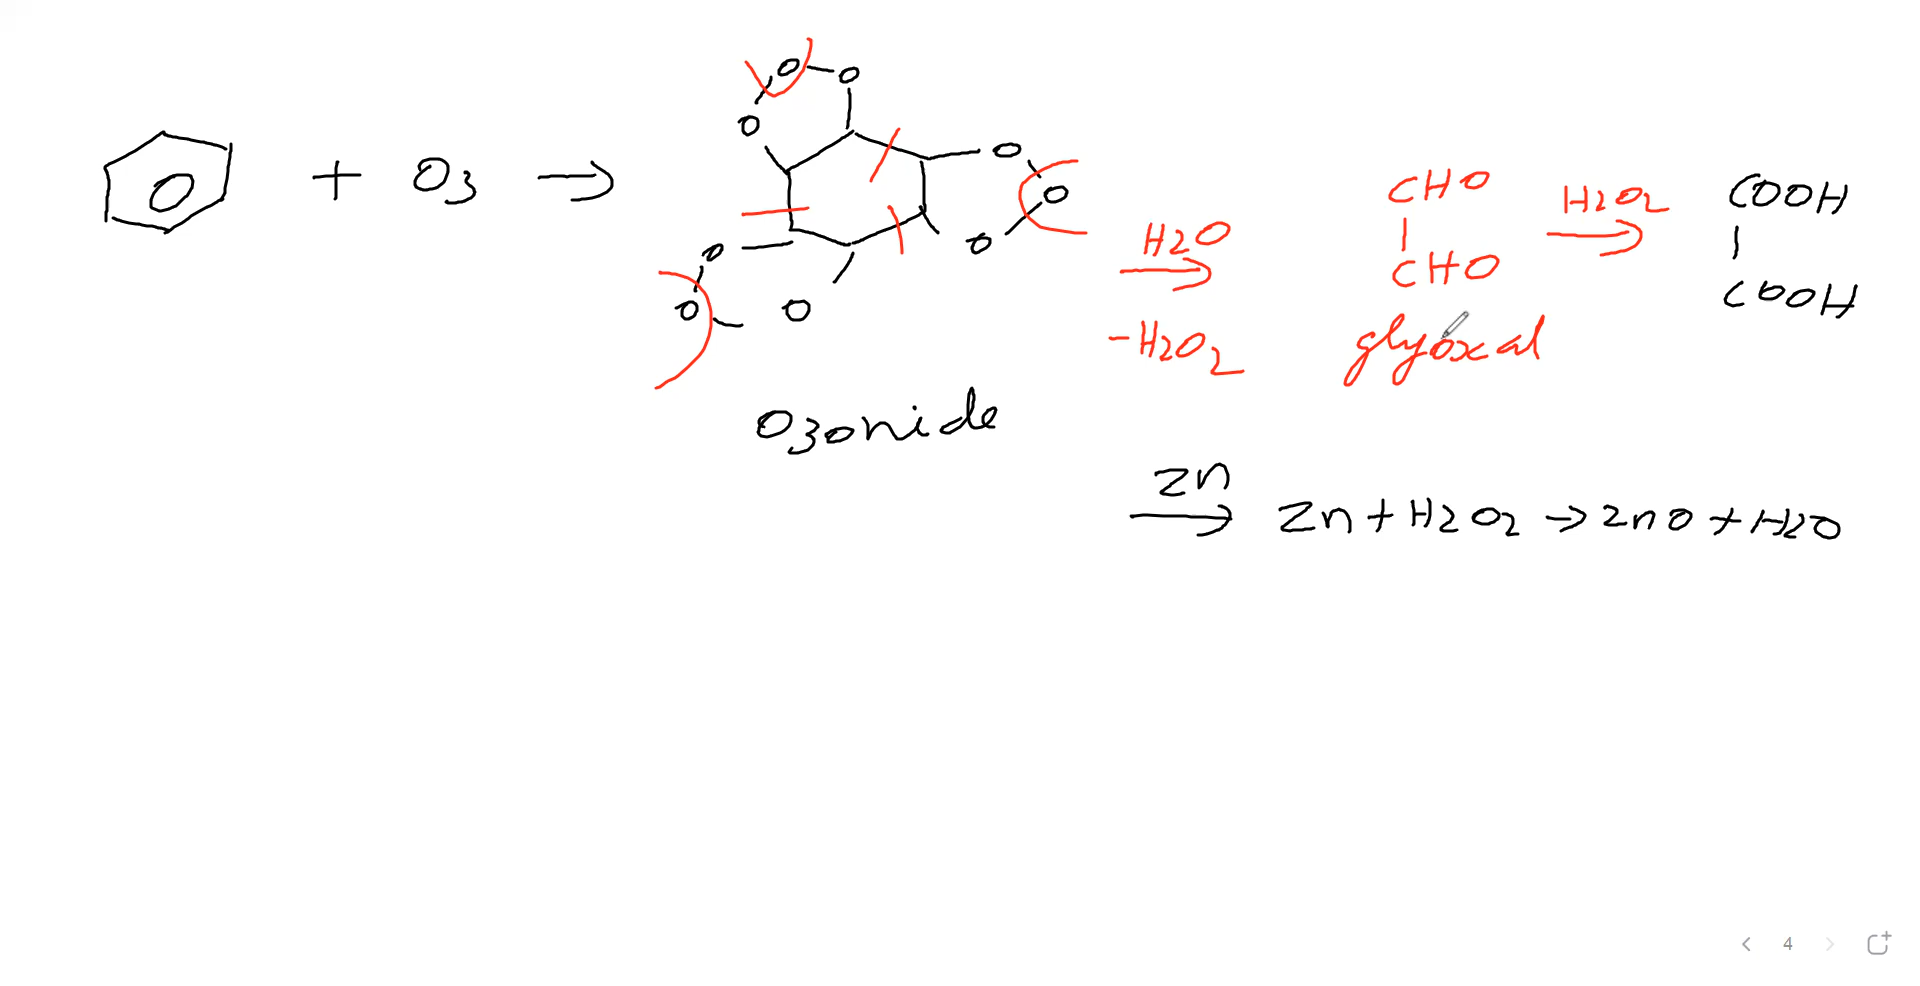 + O3 →
O O
O
O
O
O
O
O O
H2O
→
-H2O2
CHO
|
CHO
glyoxal
H2O2
→
COOH
|
COOH
Ozonide
Zn
→ Zn + H2O2 → ZnO + H2O
< 4 >